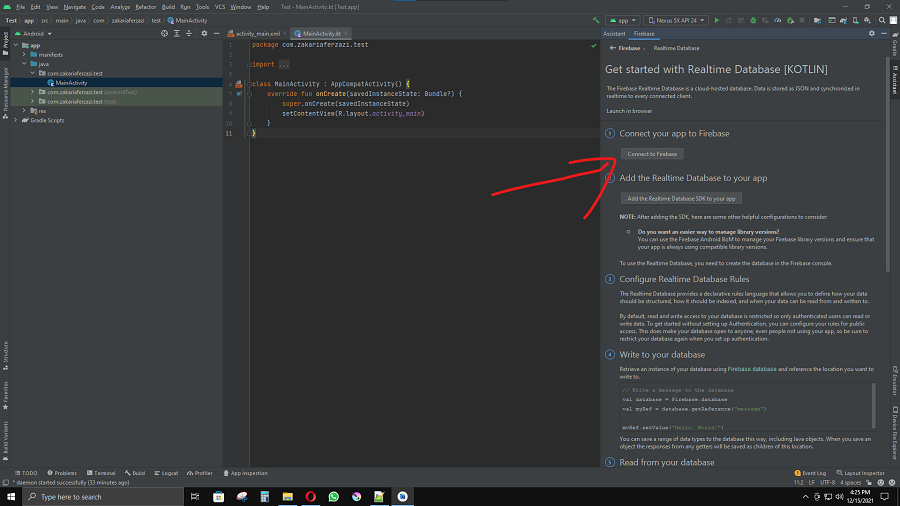 File Edit View Navigate Code Analyze Refactor Build Run Tools VCS Window Help Test - MainActivity.kt [Test.app]
Test app src main java com zakariaferzazi test MainActivity
app Nexus 5X API 24
Android
activity_main.xml MainActivity.kt
Assistant Firebase
Project
Resource Manager
Structure
Favorites
Build Variants
app
manifests
java
com.zakariaferzazi.test
MainActivity
com.zakariaferzazi.test (androidTest)
com.zakariaferzazi.test (test)
res
Gradle Scripts
1 package com.zakariaferzazi.test
2
3 import ...
5
6 class MainActivity : AppCompatActivity() {
7 override fun onCreate(savedInstanceState: Bundle?) {
8 super.onCreate(savedInstanceState)
9 setContentView(R.layout.activity_main)
10 }
11 }
Firebase Realtime Database
Get started with Realtime Database [KOTLIN]
The Firebase Realtime Database is a cloud-hosted database. Data is stored as JSON and synchronized in
realtime to every connected client.
Launch in browser
1 Connect your app to Firebase
Connect to Firebase
2 Add the Realtime Database to your app
Add the Realtime Database SDK to your app
NOTE: After adding the SDK, here are some other helpful configurations to consider:
Do you want an easier way to manage library versions?
You can use the Firebase Android BoM to manage your Firebase library versions and ensure that
your app is always using compatible library versions.
To use the Realtime Database, you need to create the database in the Firebase console.
3 Configure Realtime Database Rules
The Realtime Database provides a declarative rules language that allows you to define how your data
should be structured, how it should be indexed, and when your data can be read from and written to.
By default, read and write access to your database is restricted so only authenticated users can read or
write data. To get started without setting up Authentication, you can configure your rules for public
access. This does make your database open to anyone, even people not using your app, so be sure to
restrict your database again when you set up authentication.
4 Write to your database
Retrieve an instance of your database using Firebase.database and reference the location you want to
write to.
// Write a message to the database
val database = Firebase.database
val myRef = database.getReference("message")
myRef.setValue("Hello, World!")
You can save a range of data types to the database this way, including Java objects. When you save an
object the responses from any getters will be saved as children of this location.
5 Read from your database
Gradle
Assistant
Emulator
Device File Explorer
TODO Problems Terminal Build Logcat Profiler App Inspection Event Log Layout Inspector
* daemon started successfully (33 minutes ago) 11:2 LF UTF-8 4 spaces
Type here to search
4:25 PM
12/15/2021